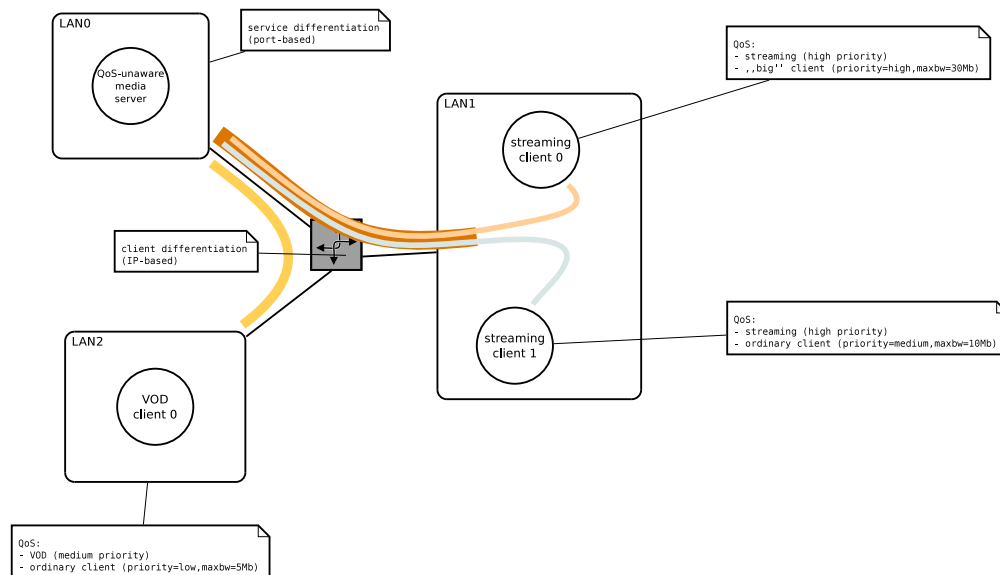 LAN0
QoS-unaware
media
server
service differentiation
(port-based)
QoS:
- streaming (high priority)
- ,,big'' client (priority=high,maxbw=30Mb)
LAN1
streaming
client 0
client differentiation
(IP-based)
streaming
client 1
QoS:
- streaming (high priority)
- ordinary client (priority=medium,maxbw=10Mb)
LAN2
VOD
client 0
QoS:
- VOD (medium priority)
- ordinary client (priority=low,maxbw=5Mb)